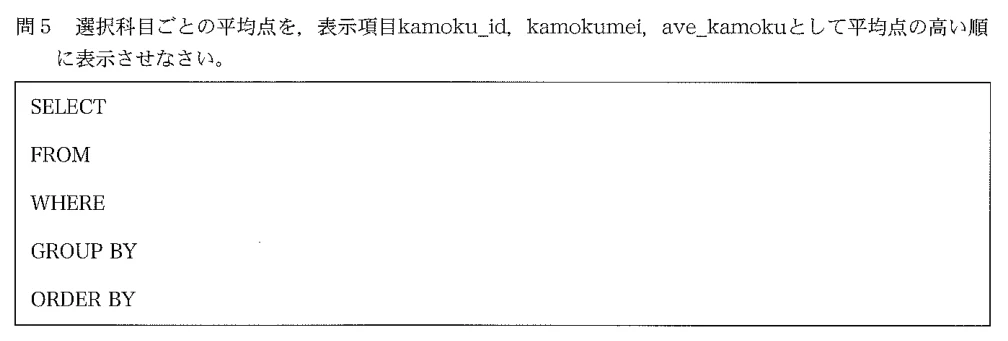 問5 選択科目ごとの平均点を，表示項目kamoku_id，kamokumei，ave_kamokuとして平均点の高い順
に表示させなさい。
SELECT
FROM
WHERE
GROUP BY
ORDER BY